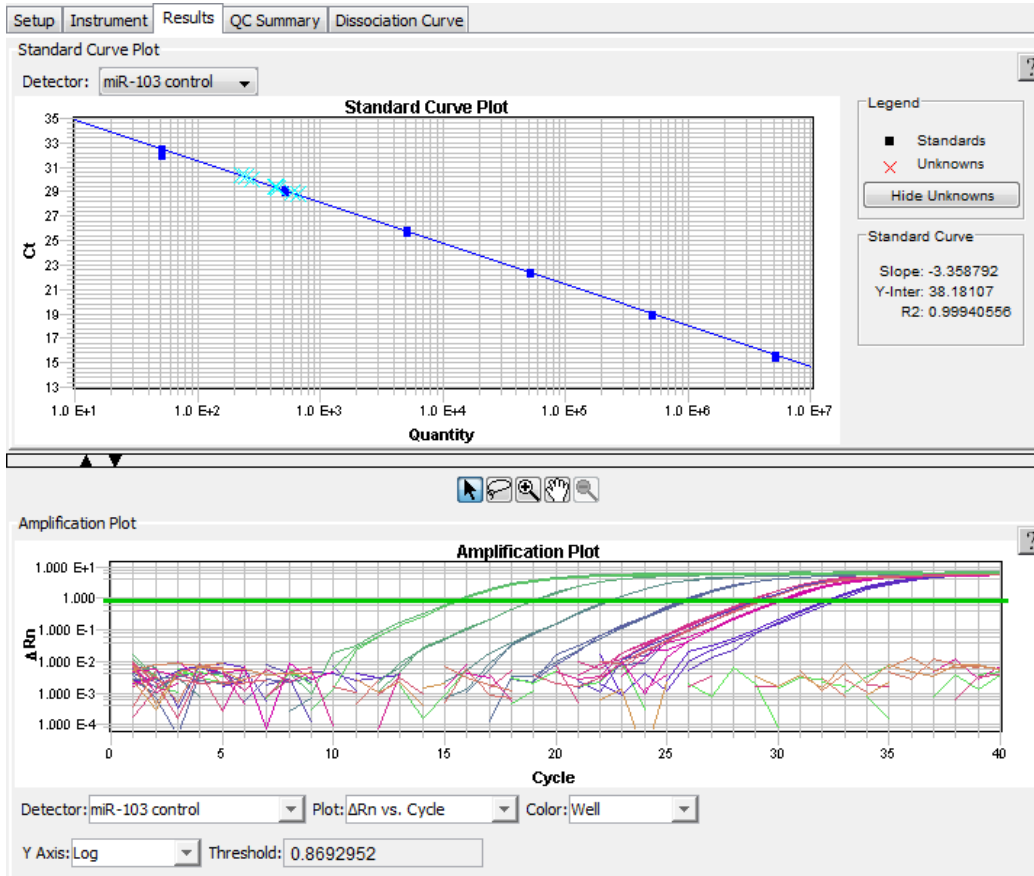 Setup Instrument Results QC Summary Dissociation Curve
Standard Curve Plot
Detector: miR-103 control
?
Standard Curve Plot
35
33
31
29
27
25
23
21
19
17
15
13
Ct
1.0 E+1 1.0 E+2 1.0 E+3 1.0 E+4 1.0 E+5 1.0 E+6 1.0 E+7
Quantity
Legend
Standards
Unknowns
Hide Unknowns
Standard Curve
Slope: -3.358792
Y-Inter: 38.18107
R2: 0.99940556
Amplification Plot
?
Amplification Plot
1.000 E+1
1.000
1.000 E-1
1.000 E-2
1.000 E-3
1.000 E-4
Δ Rn
0 5 10 15 20 25 30 35 40
Cycle
Detector: miR-103 control Plot: ΔRn vs. Cycle Color: Well
Y Axis: Log Threshold: 0.8692952